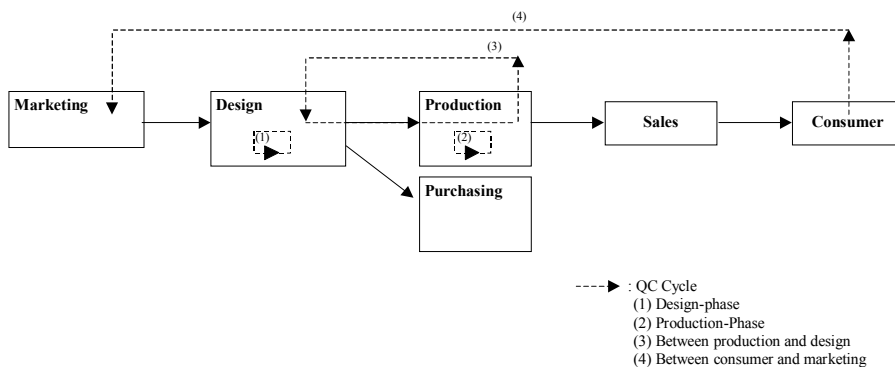 (4)
(3)
Marketing
Design
Production
Sales
Consumer
(1)
(2)
Purchasing
: QC Cycle
(1) Design-phase
(2) Production-Phase
(3) Between production and design
(4) Between consumer and marketing